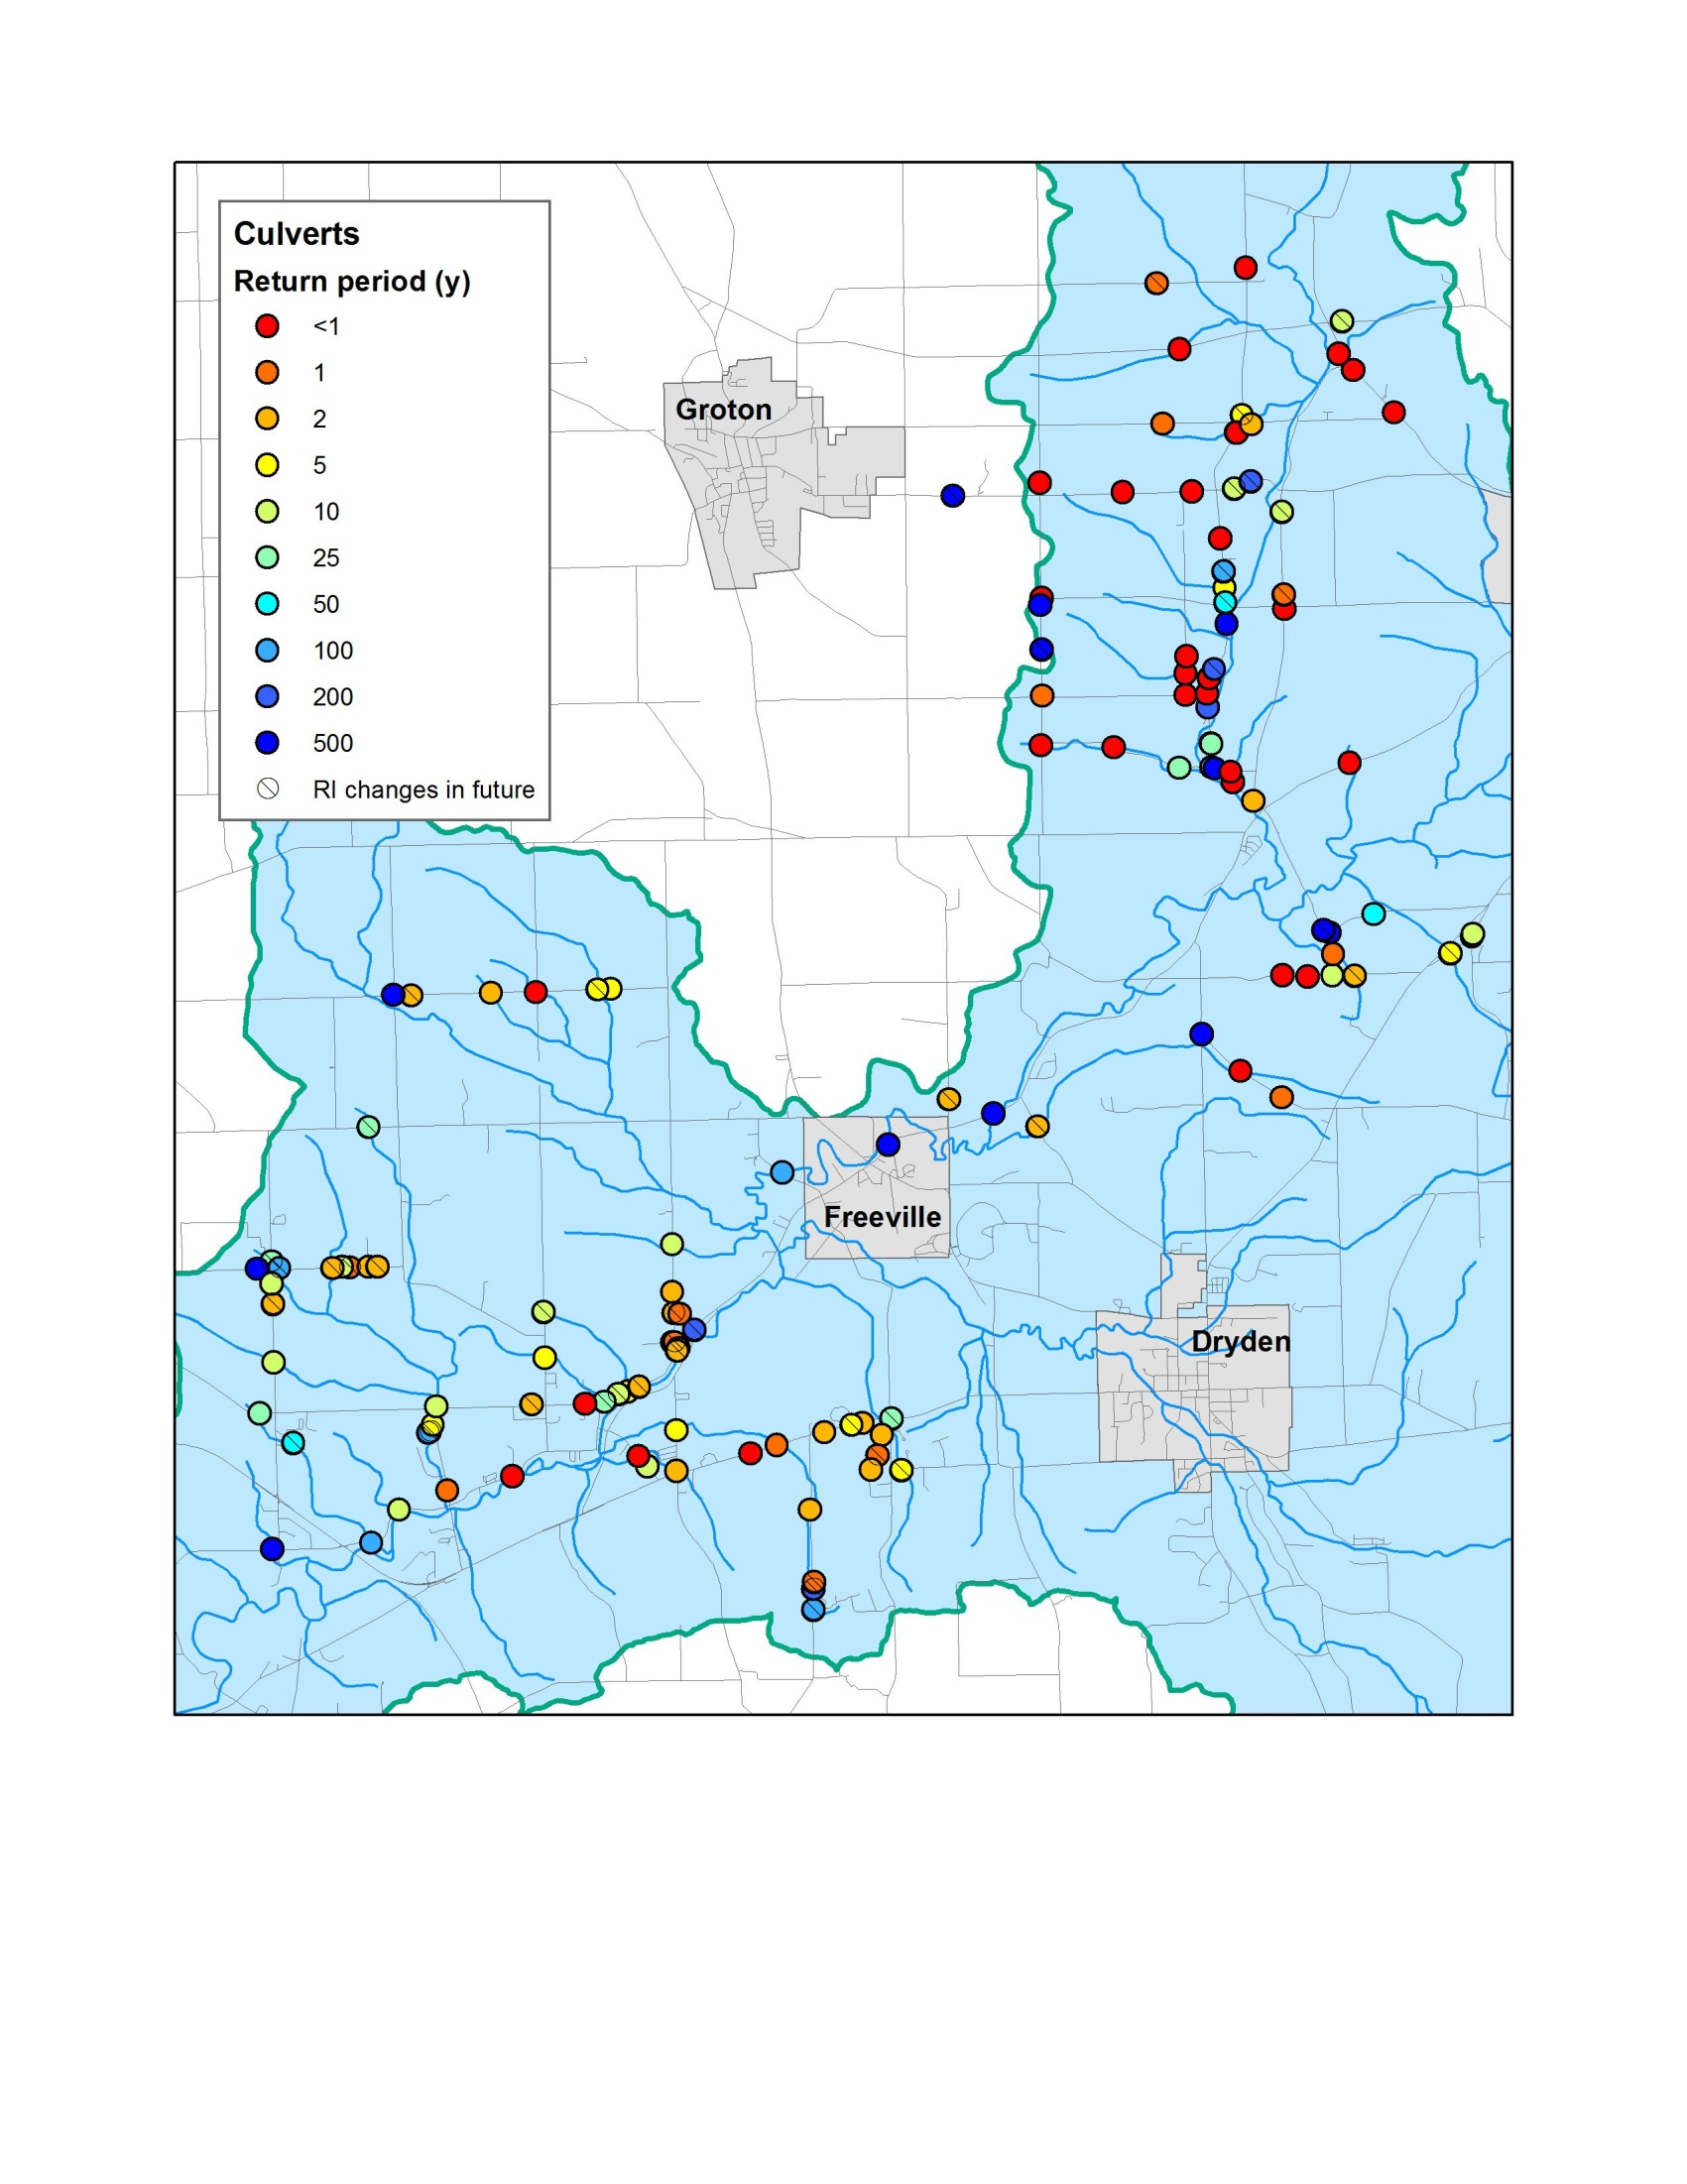 Culverts
Return period (y)
<1
1
2
5
10
25
50
100
200
500
RI changes in future
Groton
Freeville
Dryden